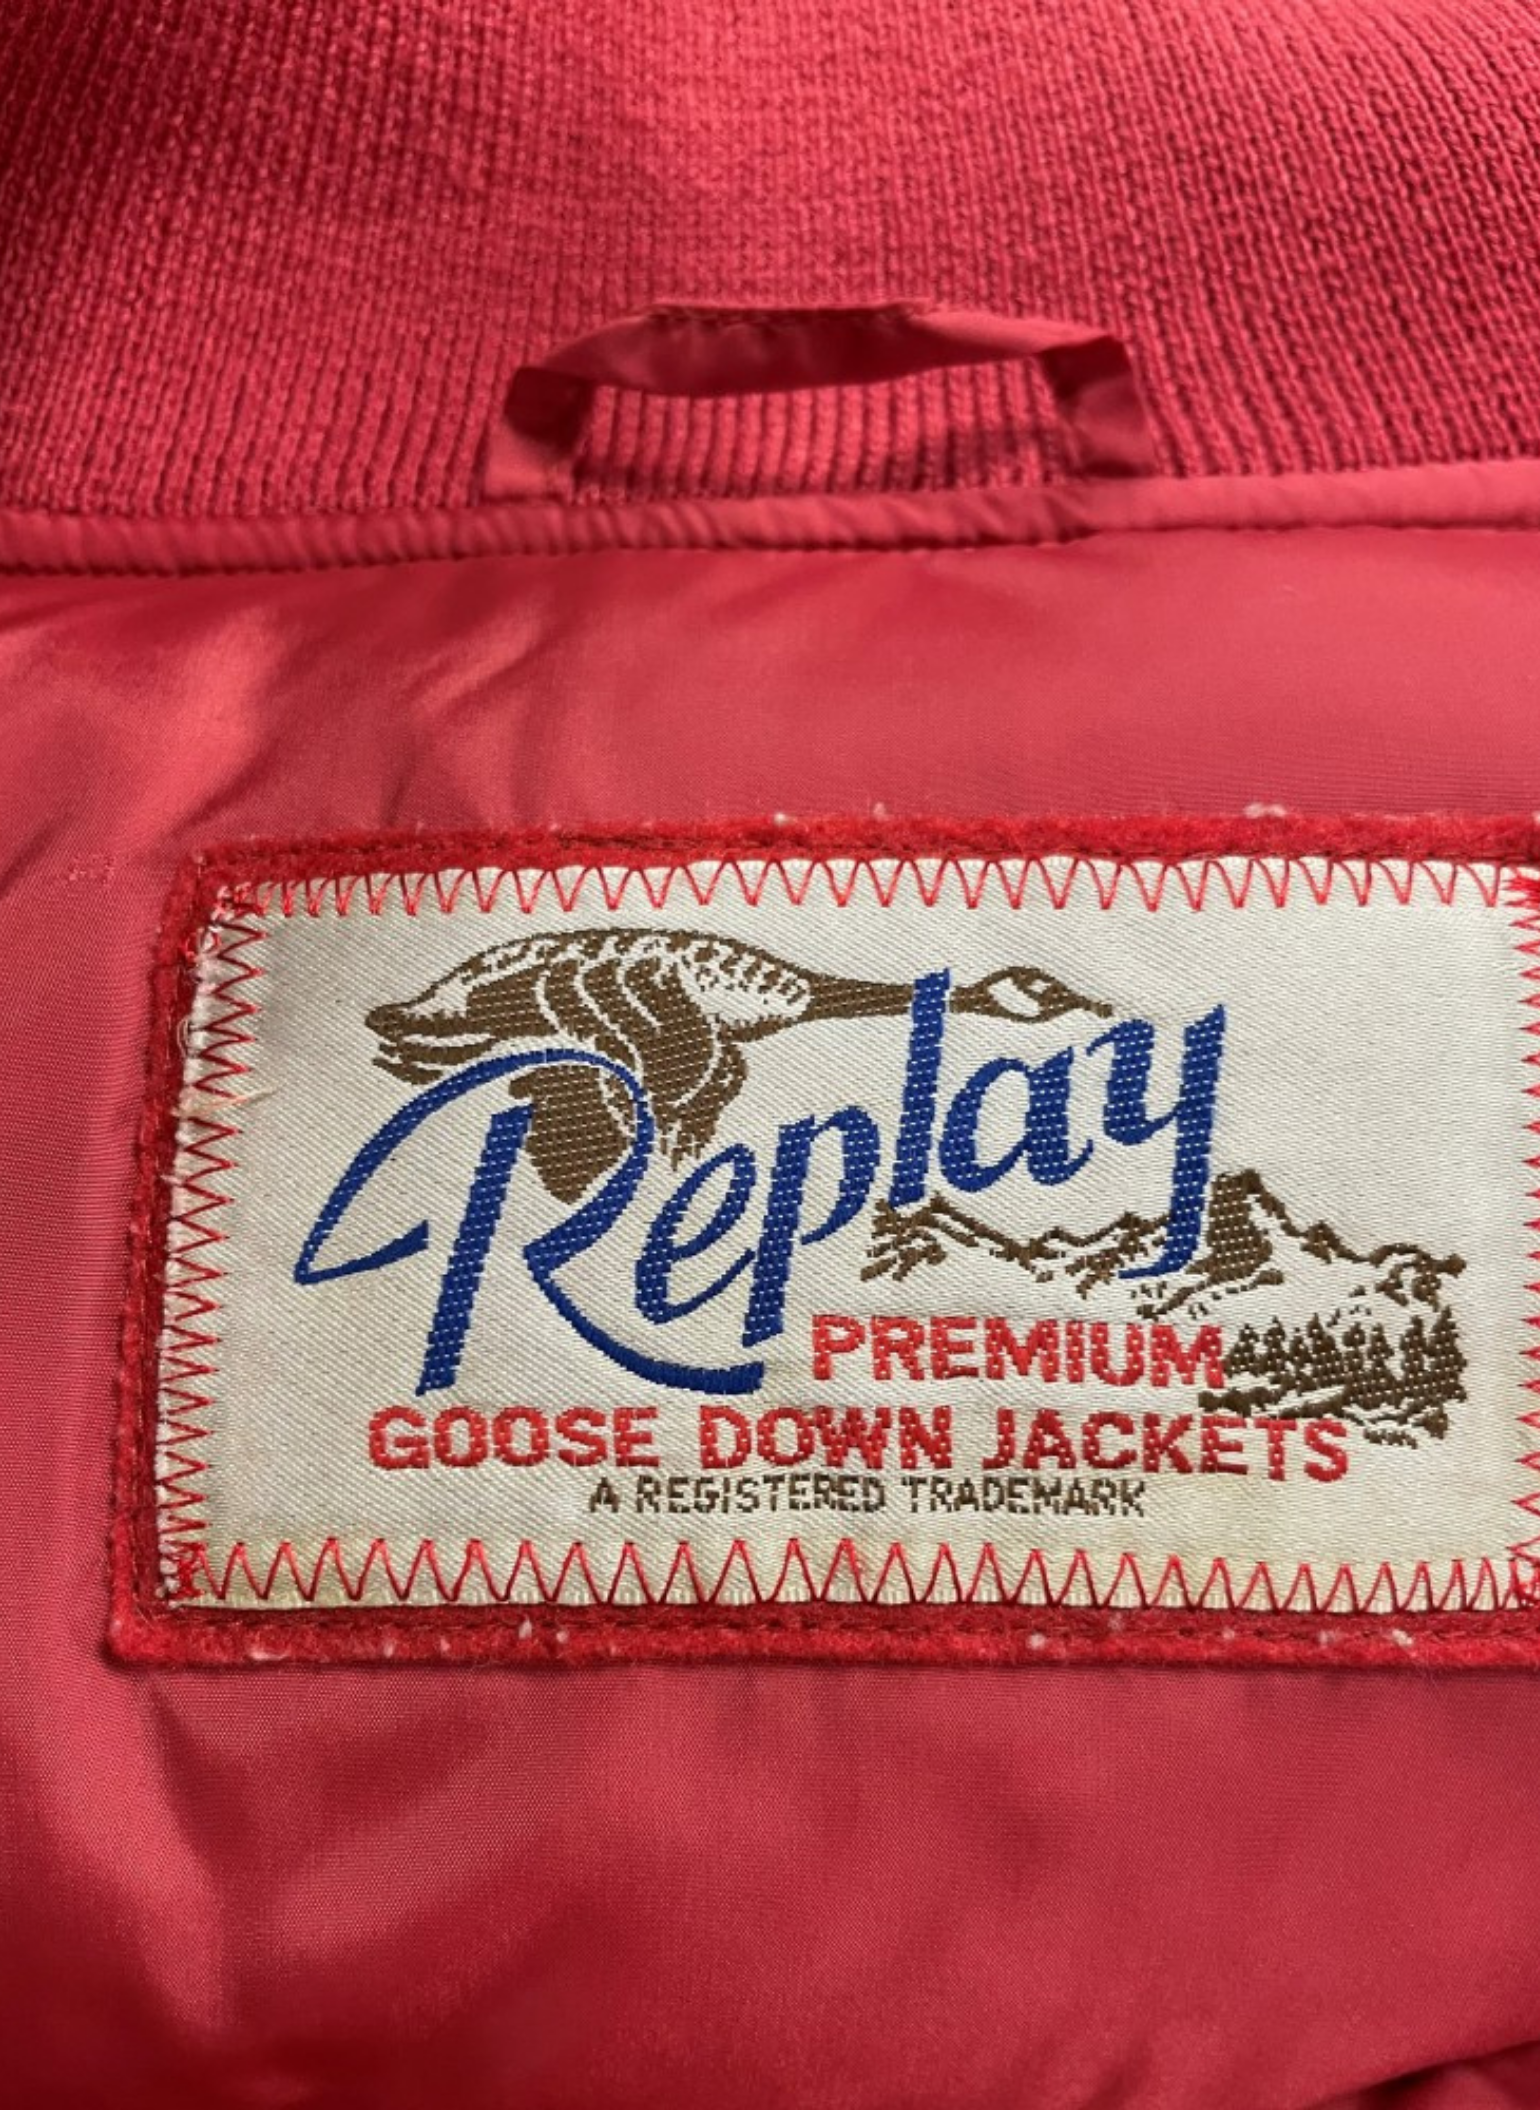 Replay
PREMIUM
GOOSE DOWN JACKETS
A REGISTERED TRADEMARK